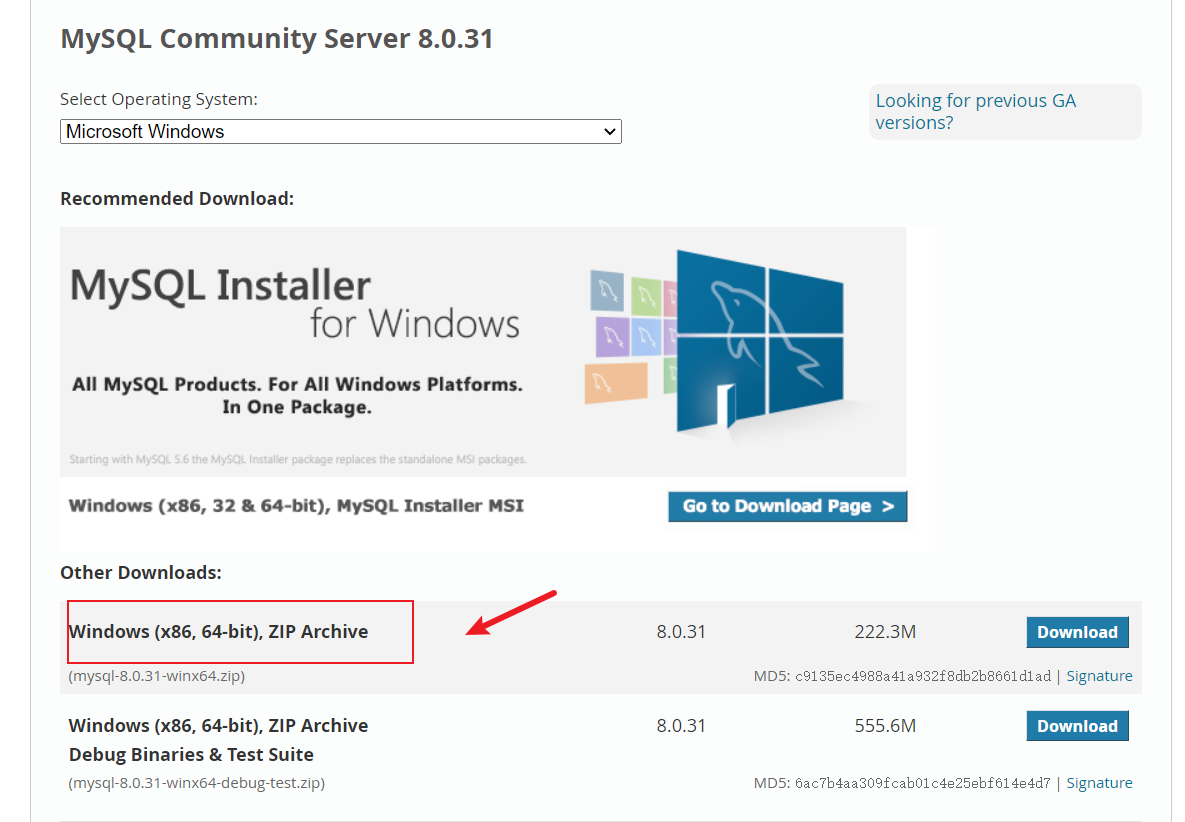 MySQL Community Server 8.0.31
Select Operating System:
Looking for previous GA
versions?
Microsoft Windows
Recommended Download:
MySQL Installer
for Windows
All MySQL Products. For All Windows Platforms.
In One Package.
Starting with MySQL 5.6 the MySQL Installer package replaces the standalone MSI packages.
Windows (x86, 32 & 64-bit), MySQL Installer MSI
Go to Download Page >
Other Downloads:
Windows (x86, 64-bit), ZIP Archive 8.0.31 222.3M Download
(mysql-8.0.31-winx64.zip) MD5: c9135ec4988a41a932f8db2b8661d1ad | Signature
Windows (x86, 64-bit), ZIP Archive 8.0.31 555.6M Download
Debug Binaries & Test Suite
(mysql-8.0.31-winx64-debug-test.zip) MD5: 6ac7b4aa309fcab01c4e25ebf614e4d7 | Signature